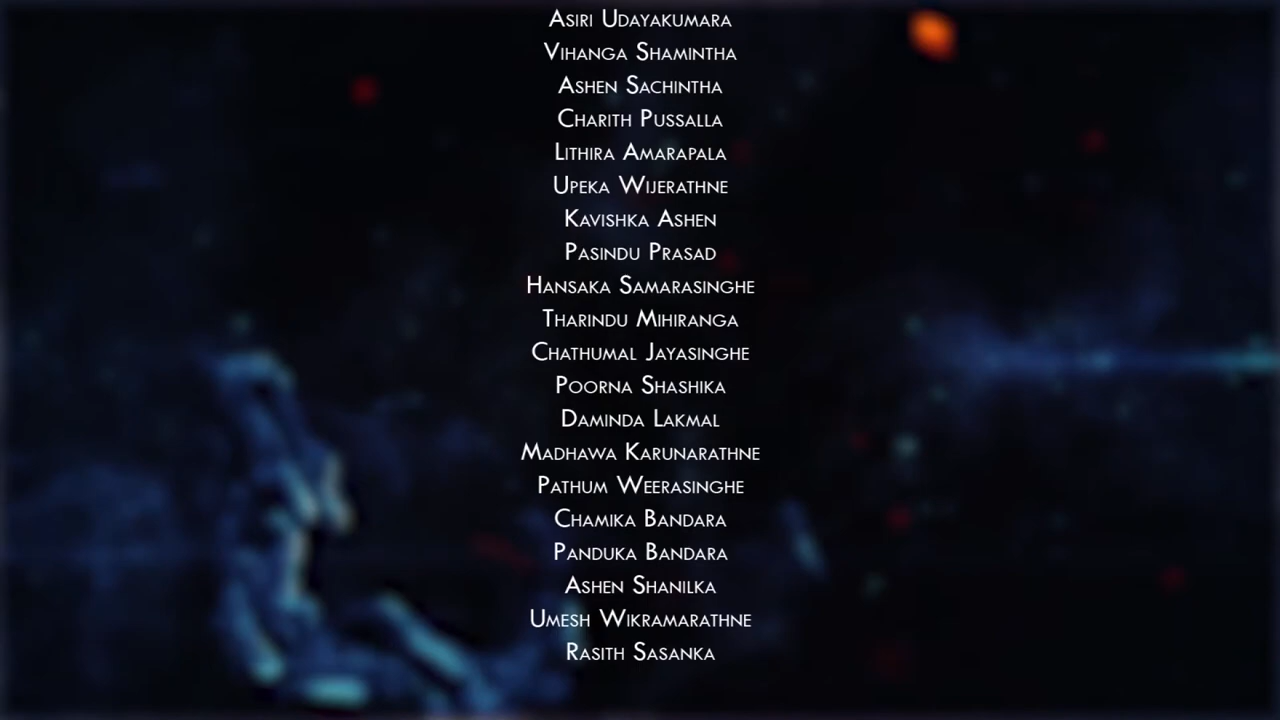 Asiri Udayakumara
Vihanga Shamintha
Ashen Sachintha
Charith Pussalla
Lithira Amarapala
Upeka Wijerathne
Kavishka Ashen
Pasindu Prasad
Hansaka Samarasinghe
Tharindu Mihiranga
Chathumal Jayasinghe
Poorna Shashika
Daminda Lakmal
Madhawa Karunarathne
Pathum Weerasinghe
Chamika Bandara
Panduka Bandara
Ashen Shanilka
Umesh Wikramarathne
Rasith Sasanka